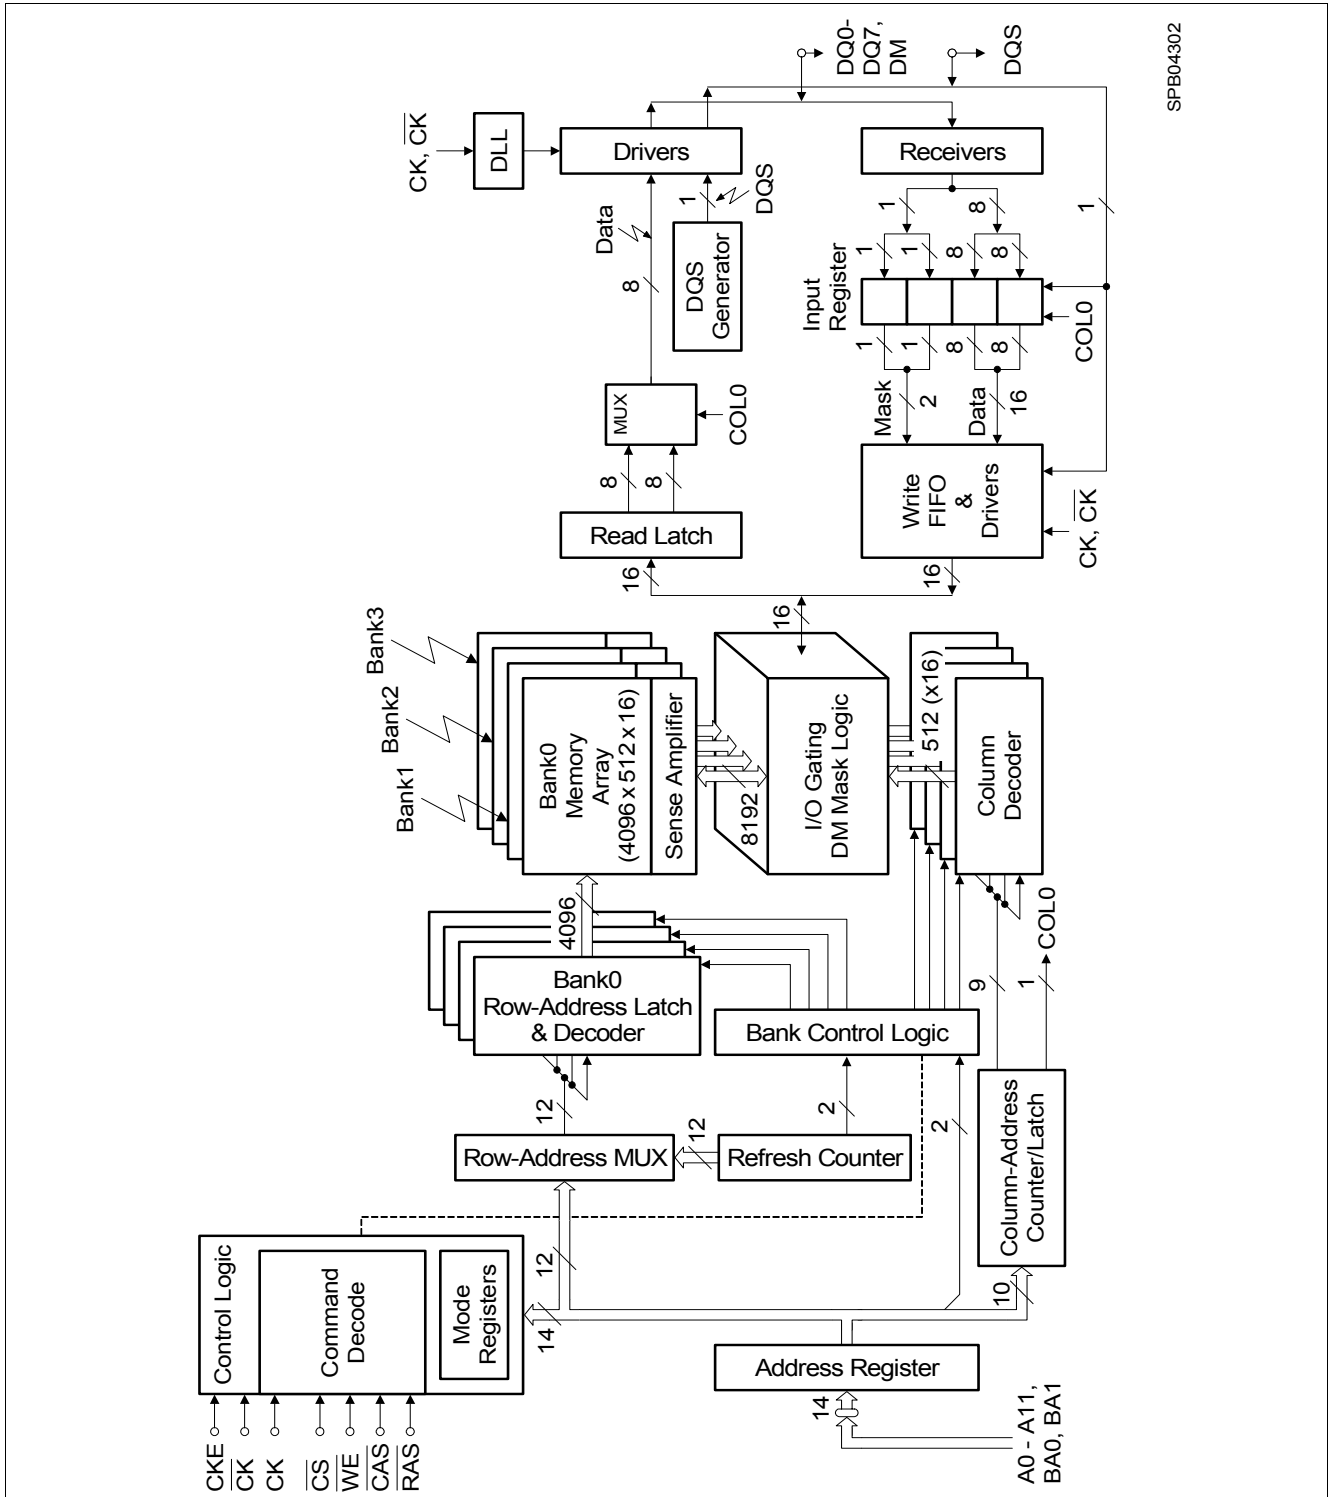 CKE
CK
CK
CS
WE
CAS
RAS
Control Logic
Command
Decode
Mode
Registers
14
12
10
Address Register
14
A0 - A11,
BA0, BA1
Row-Address MUX
12
Refresh Counter
12
2
2
Column-Address
Counter/Latch
9
1
COL0
Bank Control Logic
Bank0
Row-Address Latch
& Decoder
4096
Bank1
Bank2
Bank3
Bank0
Memory
Array
(4096 x 512 x 16)
Sense Amplifier
8192
I/O Gating
DM Mask Logic
512 (x16)
Column
Decoder
16
16
16
Read Latch
8
8
MUX
COL0
8
Data
DQS
Generator
1
DQS
CK, CK
DLL
Drivers
DQ0-
DQ7,
DM
DQS
Receivers
1
8
1
1
1
8
8
Input
Register
COL0
1
1
8
8
Mask
2
Data
16
Write
FIFO
&
Drivers
CK, CK
SPB04302